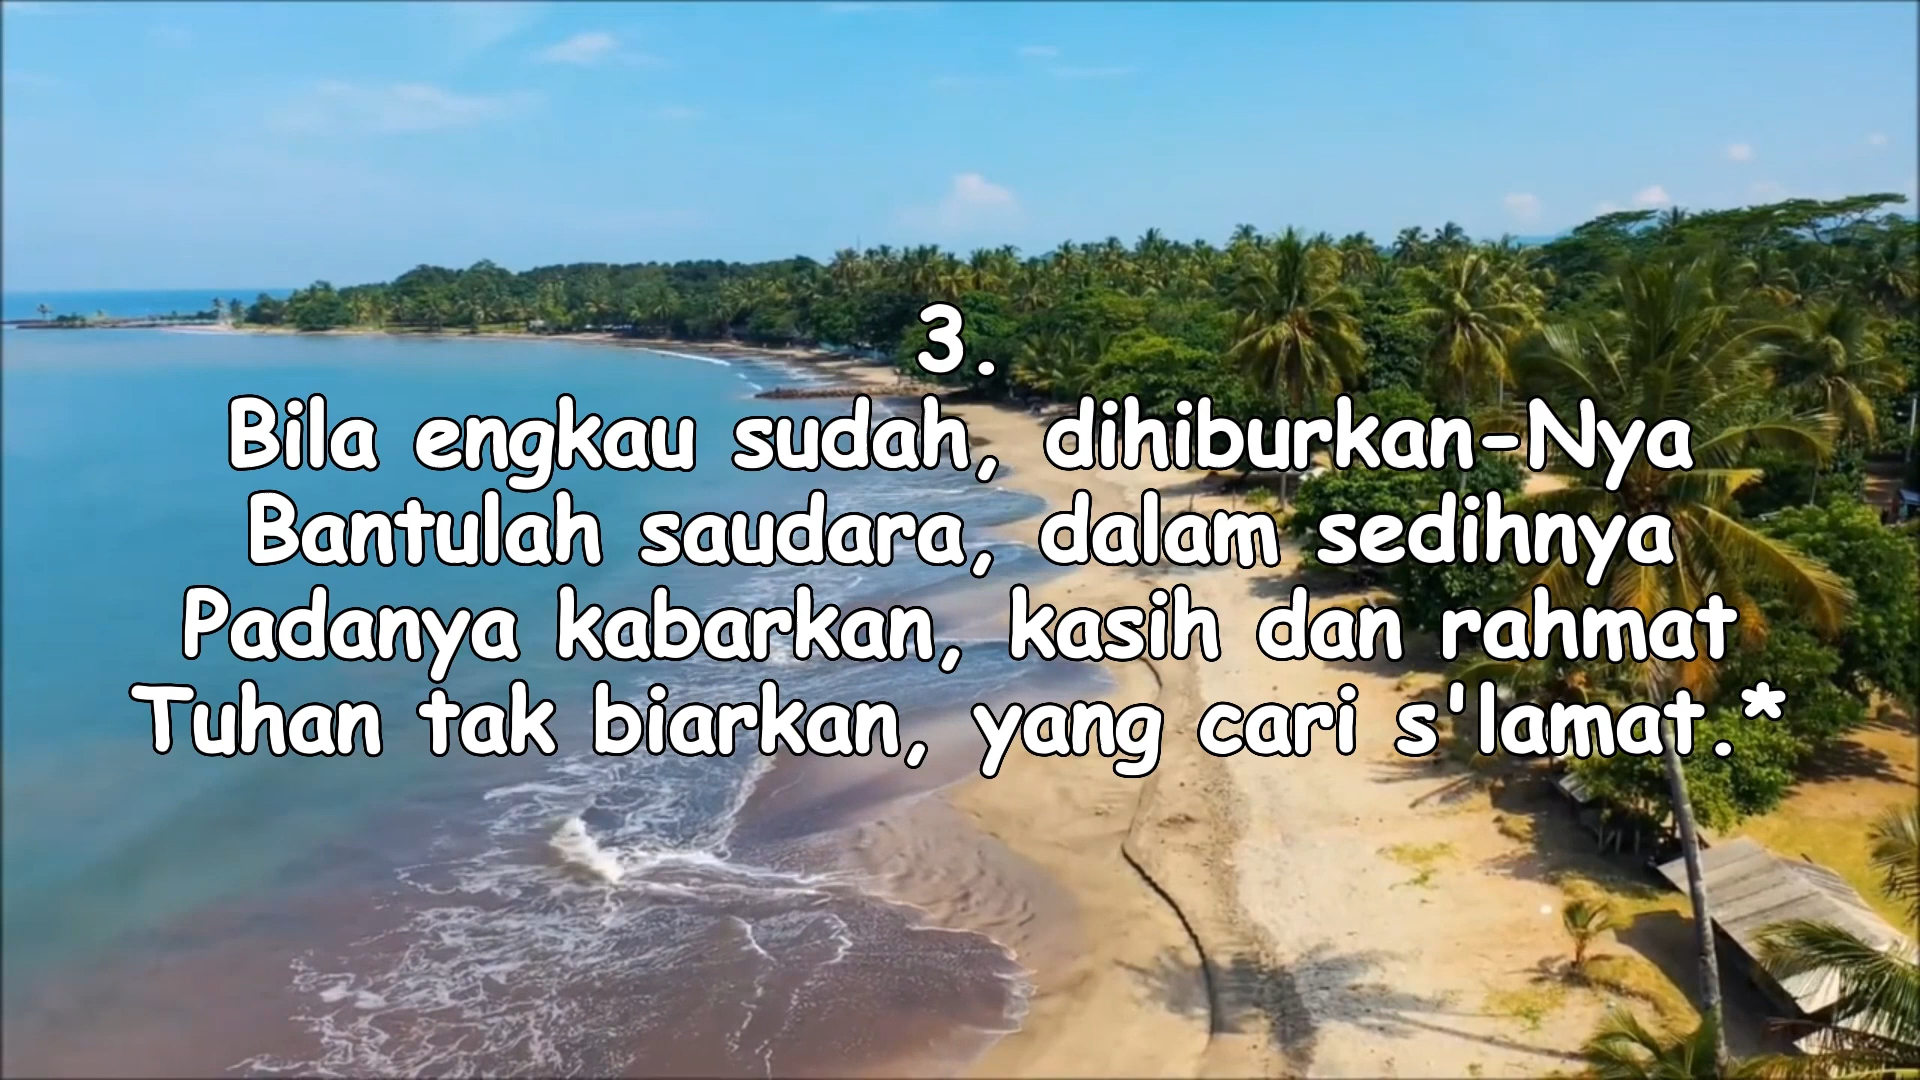 3.
Bila engkau sudah, dihiburkan-Nya
Bantulah saudara, dalam sedihnya
Padanya kabarkan, kasih dan rahmat
Tuhan tak biarkan, yang cari s'lamat.*